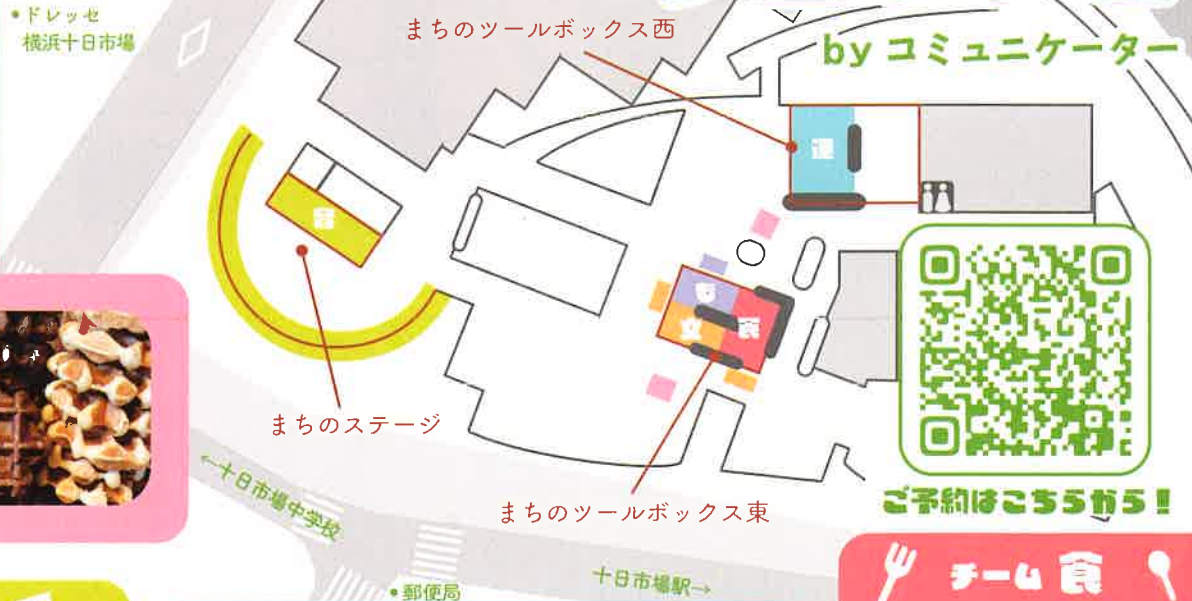 •ドレッセ
横浜十日市場
まちのツールボックス西
by コミュニケーター
食
まちのステージ
まちのツールボックス東
ご予約はこちらから!
←十日市場中学校
•郵便局
十日市場駅→
チーム 食